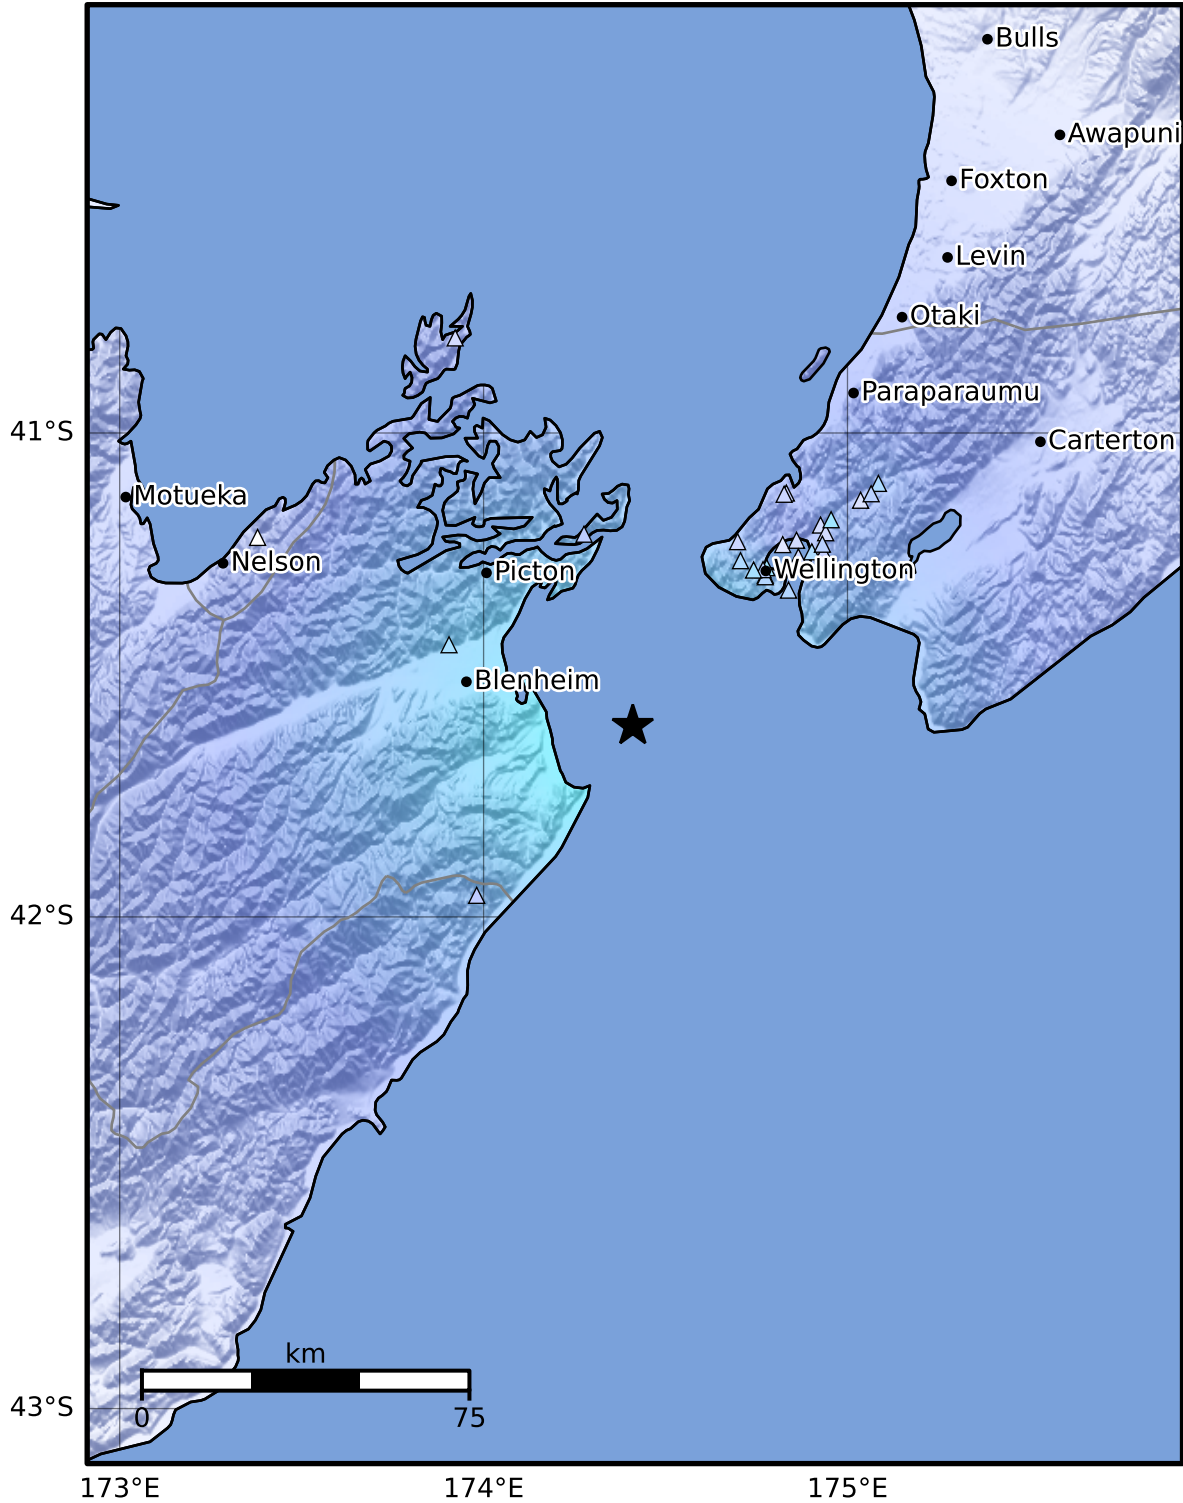 Bulls
Awapuni
Foxton
Levin
Otaki
Paraparaumu
41°S
Carterton
Motueka
Nelson
Picton
Wellington
Blenheim
42°S
km
0
75
43°S
173°E
174°E
175°E